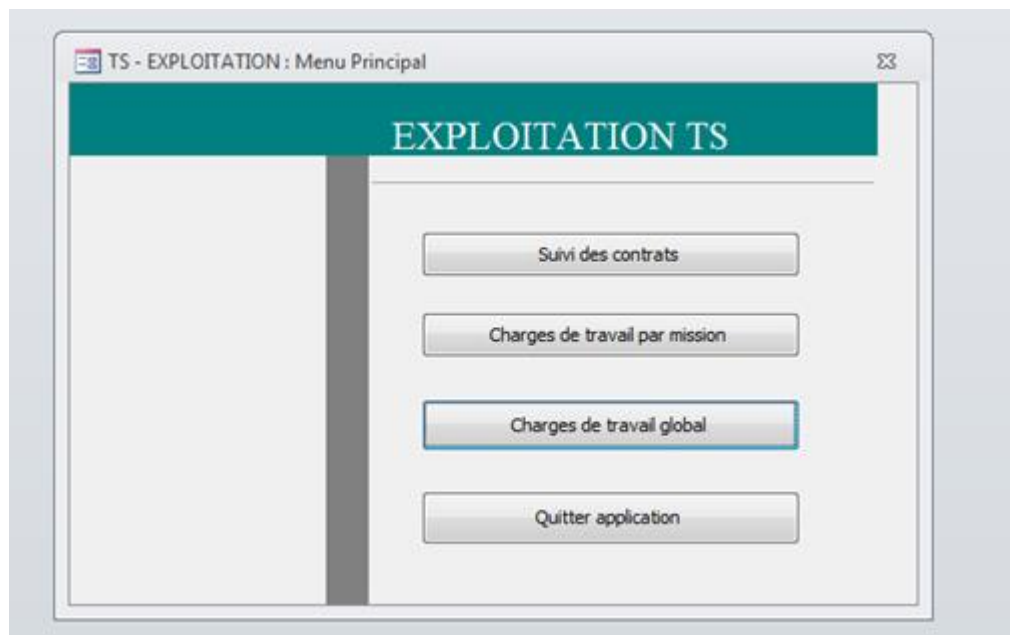 TS - EXPLOITATION : Menu Principal
EXPLOITATION TS
Suivi des contrats
Charges de travail par mission
Charges de travail global
Quitter application